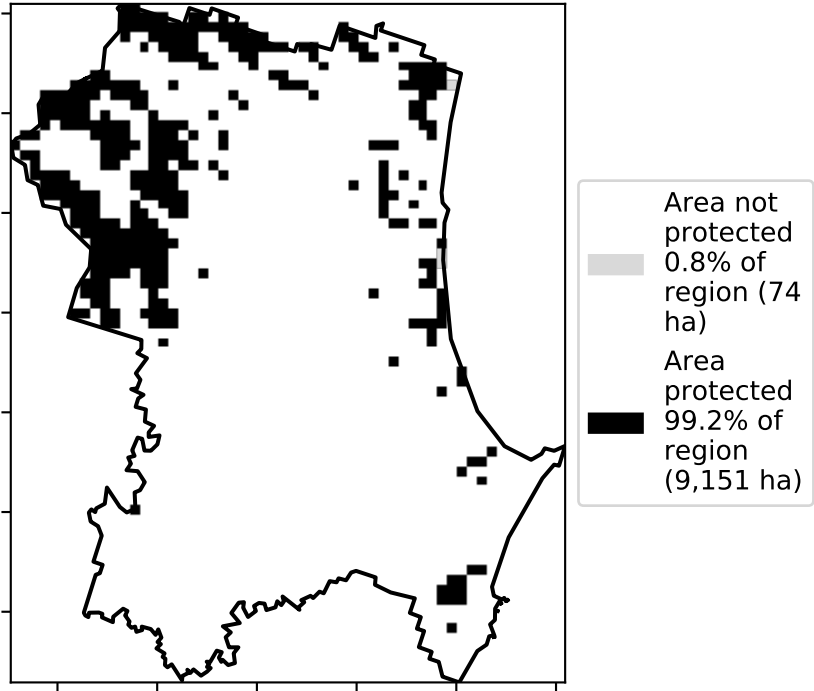 Area not
protected
0.8% of
region (74
ha)
Area
protected
99.2% of
region
(9,151 ha)